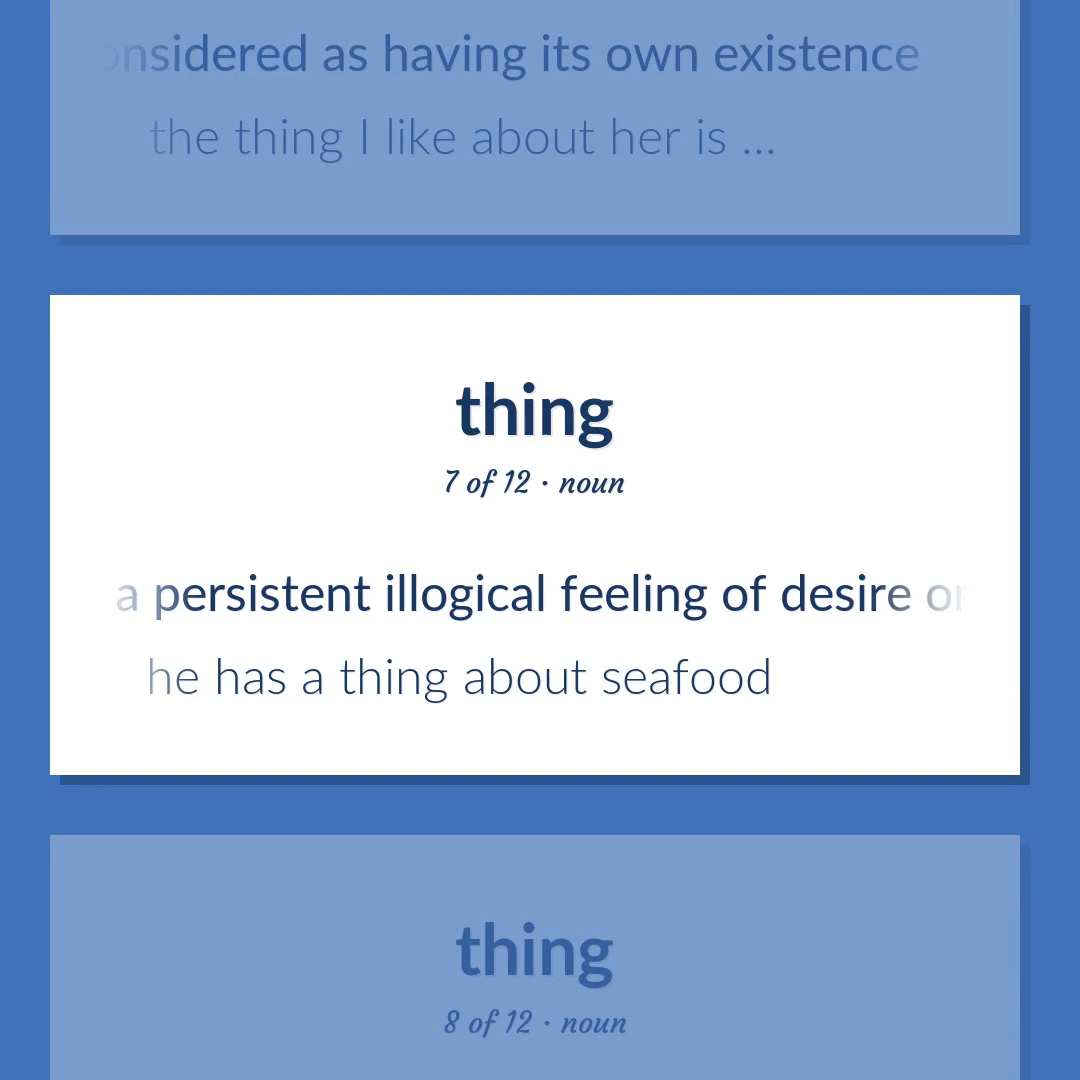 onsidered as having its own existence
the thing I like about her is ...
thing
7 of 12 · noun
a persistent illogical feeling of desire or
he has a thing about seafood
thing
8 of 12 · noun